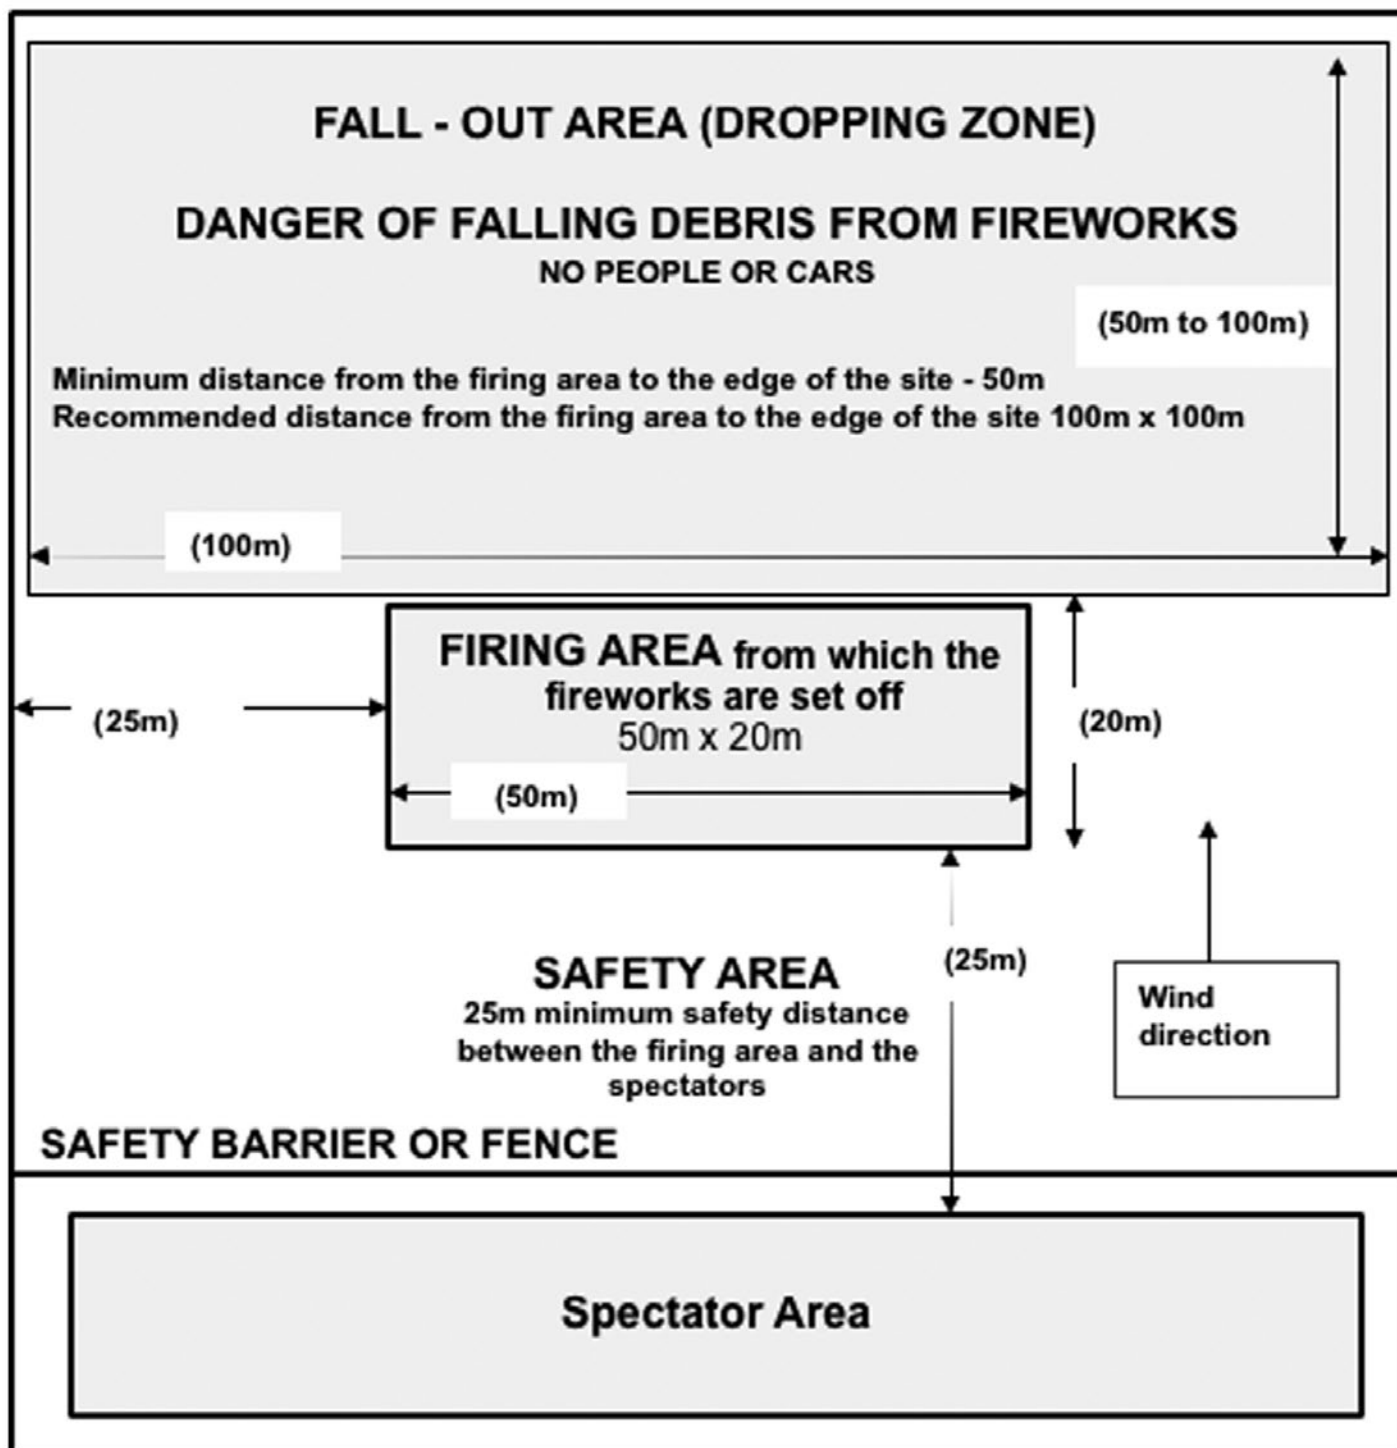 FALL - OUT AREA (DROPPING ZONE)
DANGER OF FALLING DEBRIS FROM FIREWORKS
NO PEOPLE OR CARS
(50m to 100m)
Minimum distance from the firing area to the edge of the site - 50m
Recommended distance from the firing area to the edge of the site 100m x 100m
(100m)
FIRING AREA from which the
fireworks are set off
50m x 20m
(25m)
(20m)
(50m)
SAFETY AREA
(25m)
25m minimum safety distance
between the firing area and the
spectators
Wind
direction
SAFETY BARRIER OR FENCE
Spectator Area